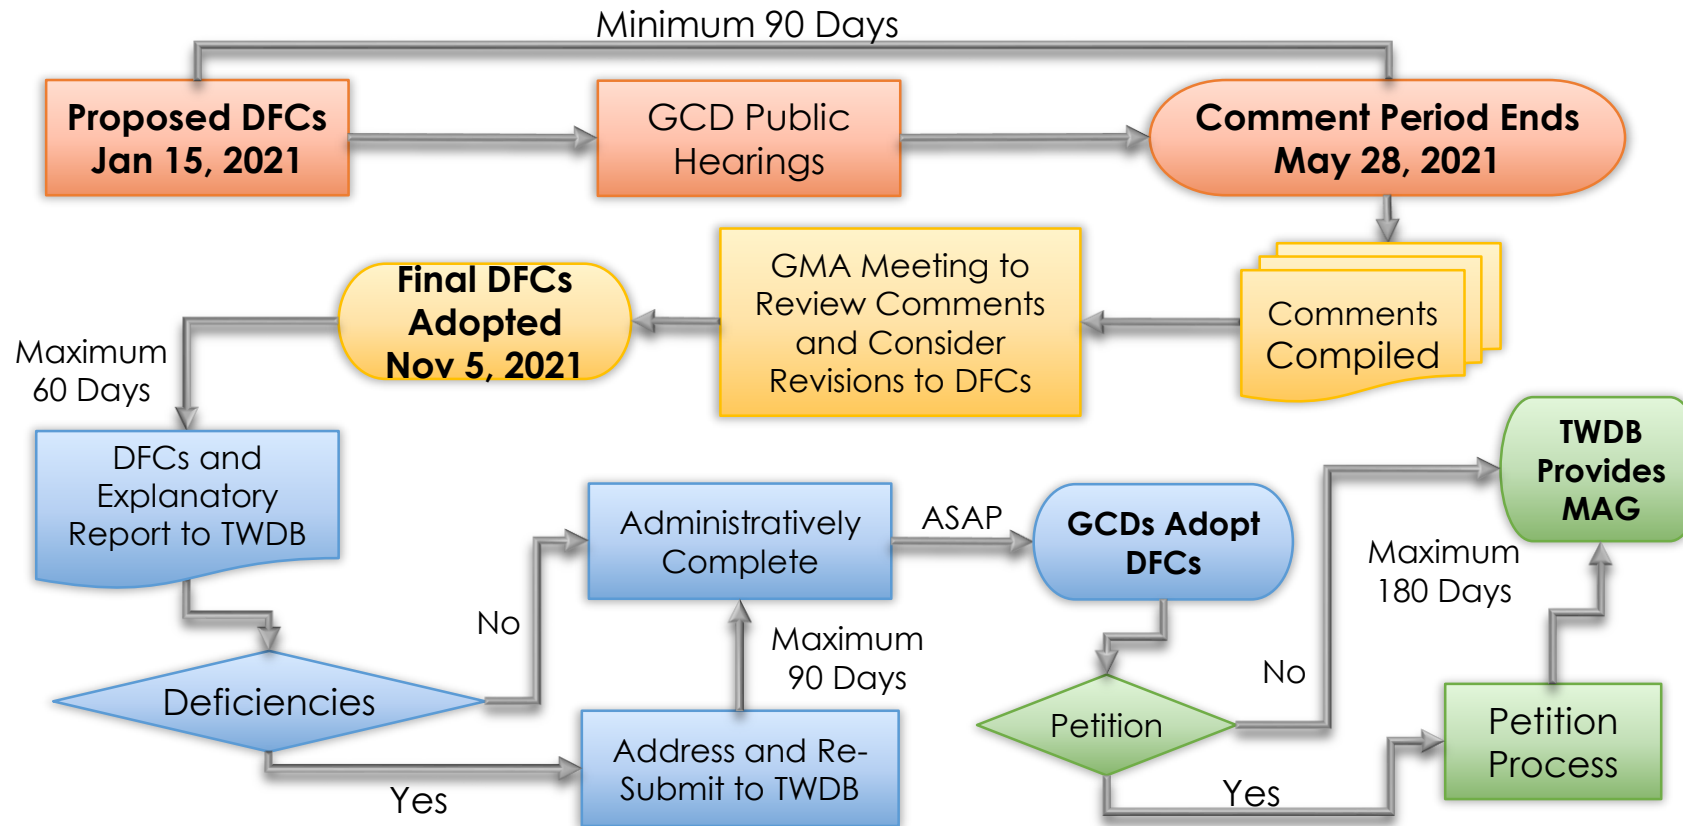 Minimum 90 Days
Proposed DFCs
Jan 15, 2021
GCD Public
Hearings
Comment Period Ends
May 28, 2021
Final DFCs
Adopted
Nov 5, 2021
GMA Meeting to
Review Comments
and Consider
Revisions to DFCs
Comments
Compiled
Maximum
60 Days
DFCs and
Explanatory
Report to TWDB
Administratively
Complete
ASAP
GCDs Adopt
DFCs
TWDB
Provides
MAG
Maximum
180 Days
No
Maximum
90 Days
No
Deficiencies
Petition
Petition
Process
Address and Re-
Submit to TWDB
Yes
Yes